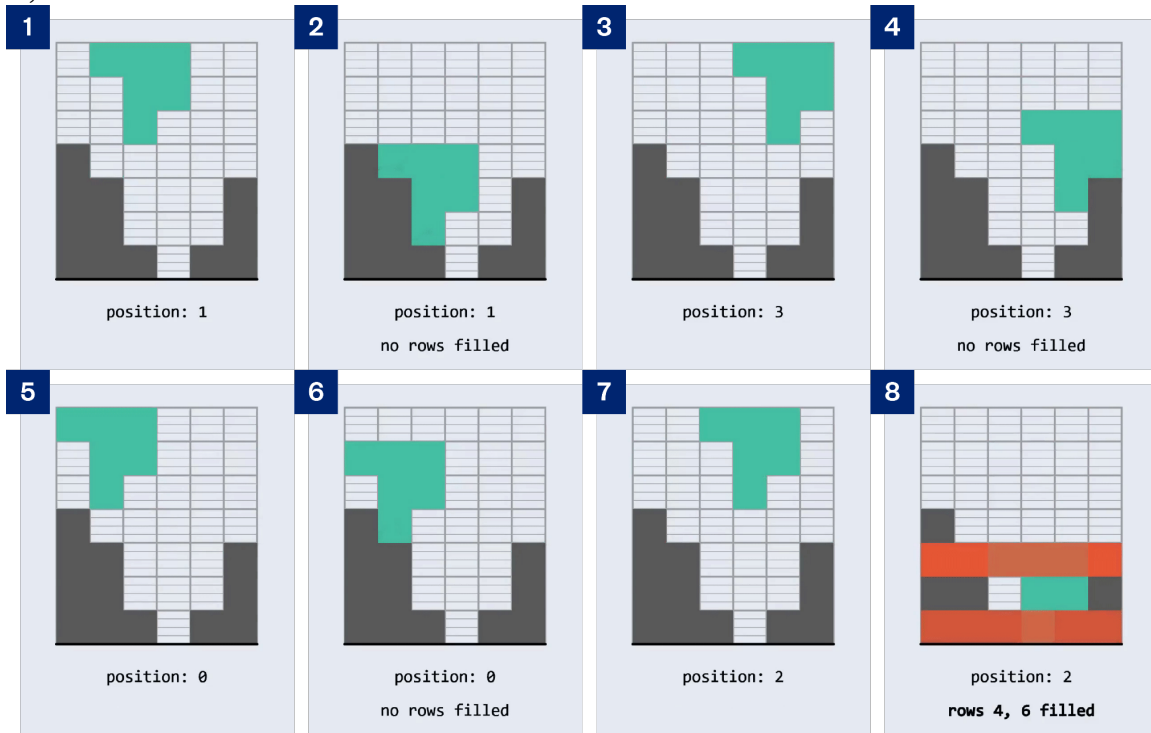 1
2
3
4
position: 1
position: 1
position: 3
position: 3
no rows filled
no rows filled
5
6
7
8
position: 0
position: 0
position: 2
position: 2
no rows filled
rows 4, 6 filled